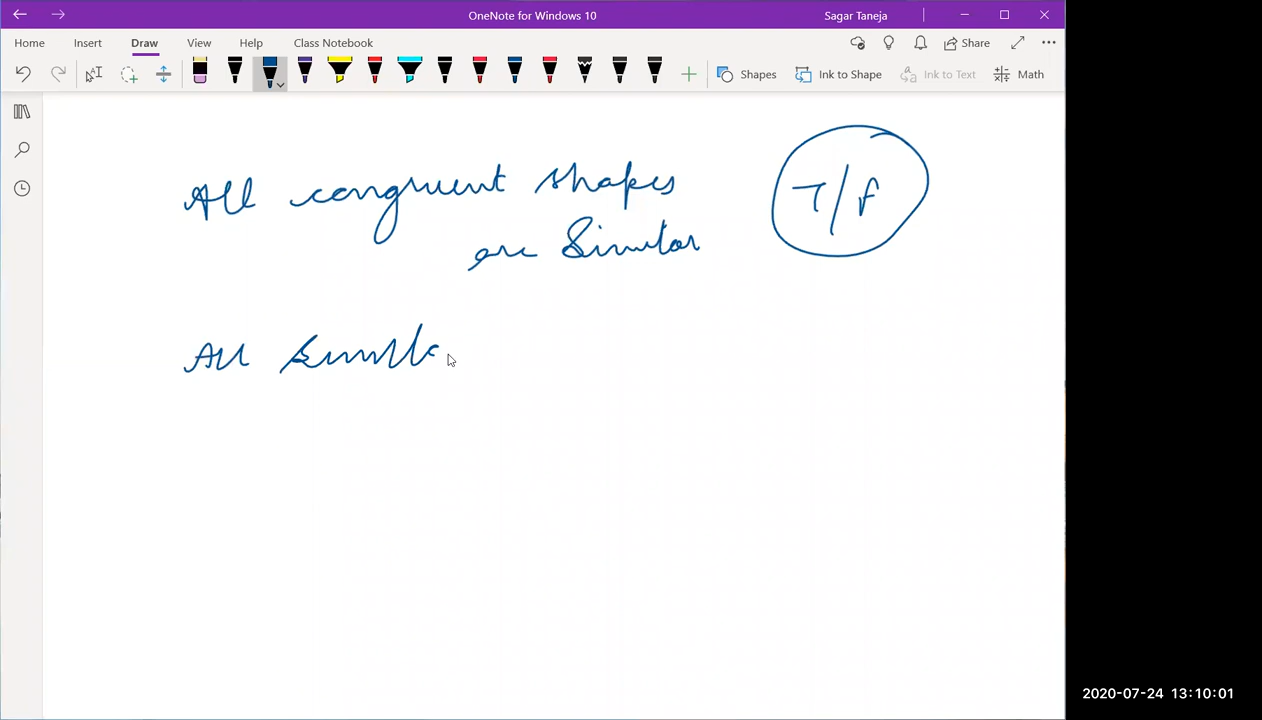 OneNote for Windows 10
Sagar Taneja
Home Insert Draw View Help Class Notebook Share
Shapes Ink to Shape Ink to Text Math
All congruent shapes T/F
are Similar
All
2020-07-24 13:10:01